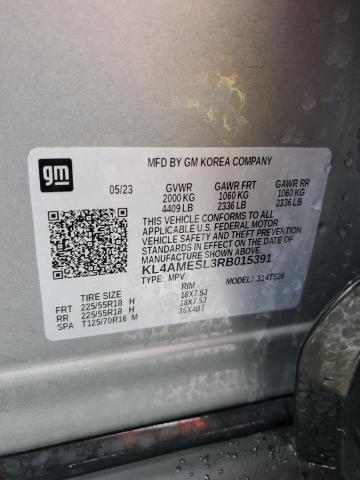 gm
MFD BY GM KOREA COMPANY
05/23 GVWR GAWR FRT GAWR RR
2000 KG 1060 KG 1060 KG
4409 LB 2336 LB 2336 LB
THIS VEHICLE CONFORMS TO ALL
APPLICABLE U.S. FEDERAL MOTOR
VEHICLE SAFETY AND THEFT PREVENTION
STANDARDS IN EFFECT ON THE DATE OF
MANUFACTURE SHOWN ABOVE.
KL4AMESL3RB015391
TYPE: MPV MODEL: 314TS26
TIRE SIZE RIM
FRT 225/55R18 H 18X7.5J
RR 225/55R18 H 18X7.5J
SPA T125/70R16 M 16X4BT